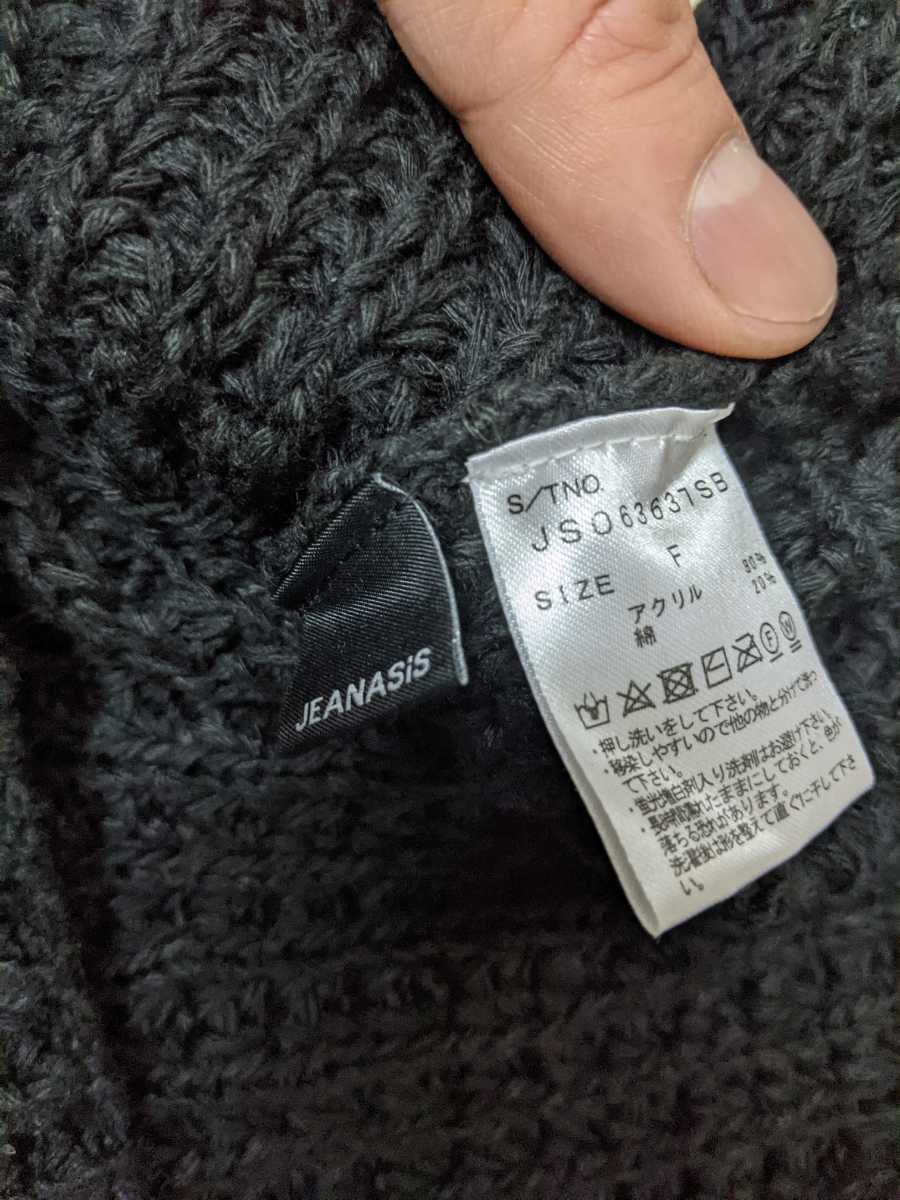 JEANASiS
S/TNO.
JSO63637SB
SIZE F
アクリル 80%
綿 20%
F W
・押し洗いをして下さい。
・移染しやすいので他の物と分けて洗っ
て下さい。
・蛍光増白剤入り洗剤はお避け下さい。
・長時間濡れたままにしておくと、色が
落ちる恐れがあります。
洗濯後は形を整えて直ぐに干して下さ
い。